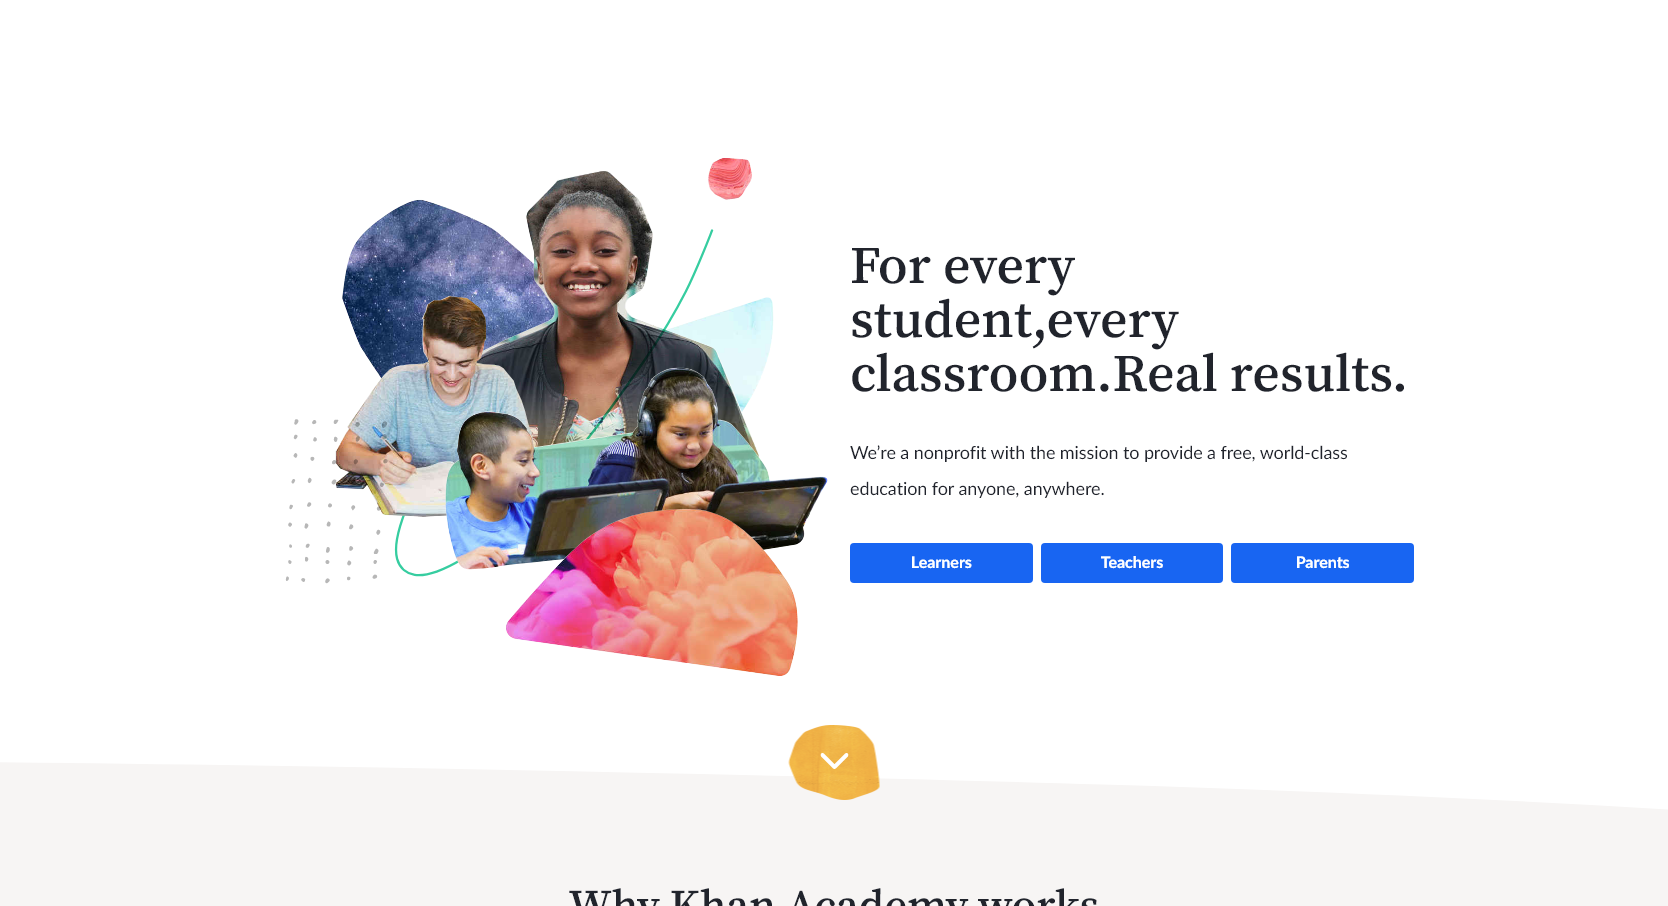 For every
student,every
classroom.Real results.
We’re a nonprofit with the mission to provide a free, world-class
education for anyone, anywhere.
Learners
Teachers
Parents
Why Khan Academy works